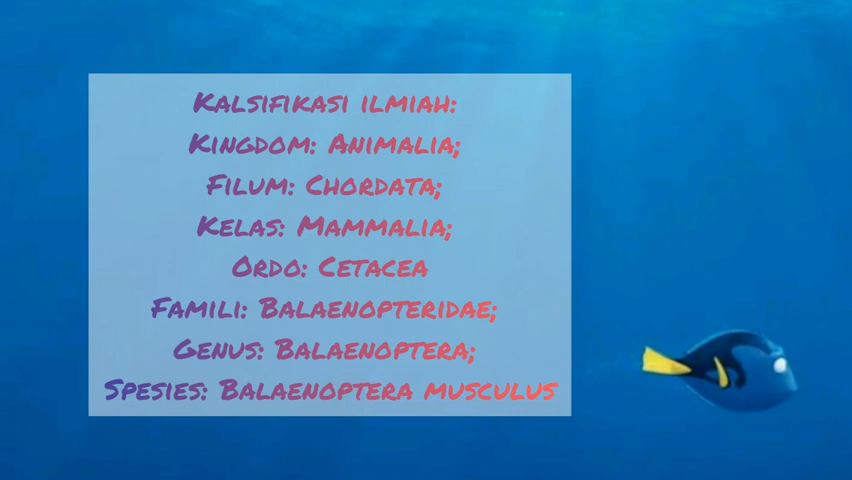 Kalsifikasi ilmiah:
Kingdom: Animalia;
Filum: Chordata;
Kelas: Mammalia;
Ordo: Cetacea
Famili: Balaenopteridae;
Genus: Balaenoptera;
Spesies: Balaenoptera musculus